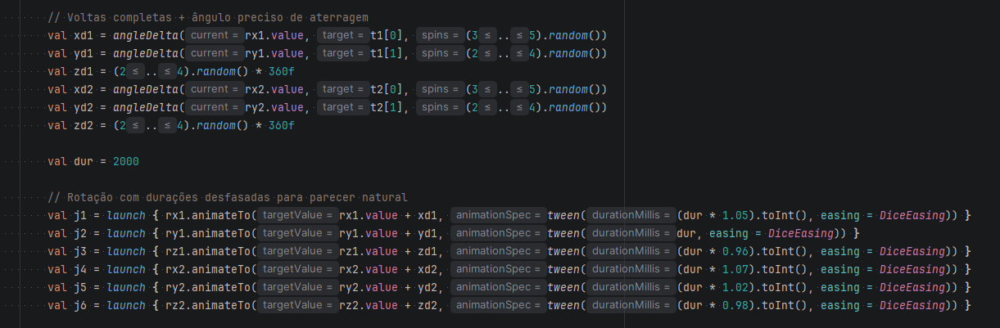 // Voltas completas + ângulo preciso de aterragem
val xd1 = angleDelta( current = rx1.value, target = t1[0], spins = (3 ≤ .. ≤ 5).random())
val yd1 = angleDelta( current = ry1.value, target = t1[1], spins = (2 ≤ .. ≤ 4).random())
val zd1 = (2 ≤ .. ≤ 4).random() * 360f
val xd2 = angleDelta( current = rx2.value, target = t2[0], spins = (3 ≤ .. ≤ 5).random())
val yd2 = angleDelta( current = ry2.value, target = t2[1], spins = (2 ≤ .. ≤ 4).random())
val zd2 = (2 ≤ .. ≤ 4).random() * 360f
val dur = 2000
// Rotação com durações desfasadas para parecer natural
val j1 = launch { rx1.animateTo( targetValue = rx1.value + xd1, animationSpec = tween( durationMillis = (dur * 1.05).toInt(), easing = DiceEasing)) }
val j2 = launch { ry1.animateTo( targetValue = ry1.value + yd1, animationSpec = tween( durationMillis = dur, easing = DiceEasing)) }
val j3 = launch { rz1.animateTo( targetValue = rz1.value + zd1, animationSpec = tween( durationMillis = (dur * 0.96).toInt(), easing = DiceEasing)) }
val j4 = launch { rx2.animateTo( targetValue = rx2.value + xd2, animationSpec = tween( durationMillis = (dur * 1.07).toInt(), easing = DiceEasing)) }
val j5 = launch { ry2.animateTo( targetValue = ry2.value + yd2, animationSpec = tween( durationMillis = (dur * 1.02).toInt(), easing = DiceEasing)) }
val j6 = launch { rz2.animateTo( targetValue = rz2.value + zd2, animationSpec = tween( durationMillis = (dur * 0.98).toInt(), easing = DiceEasing)) }